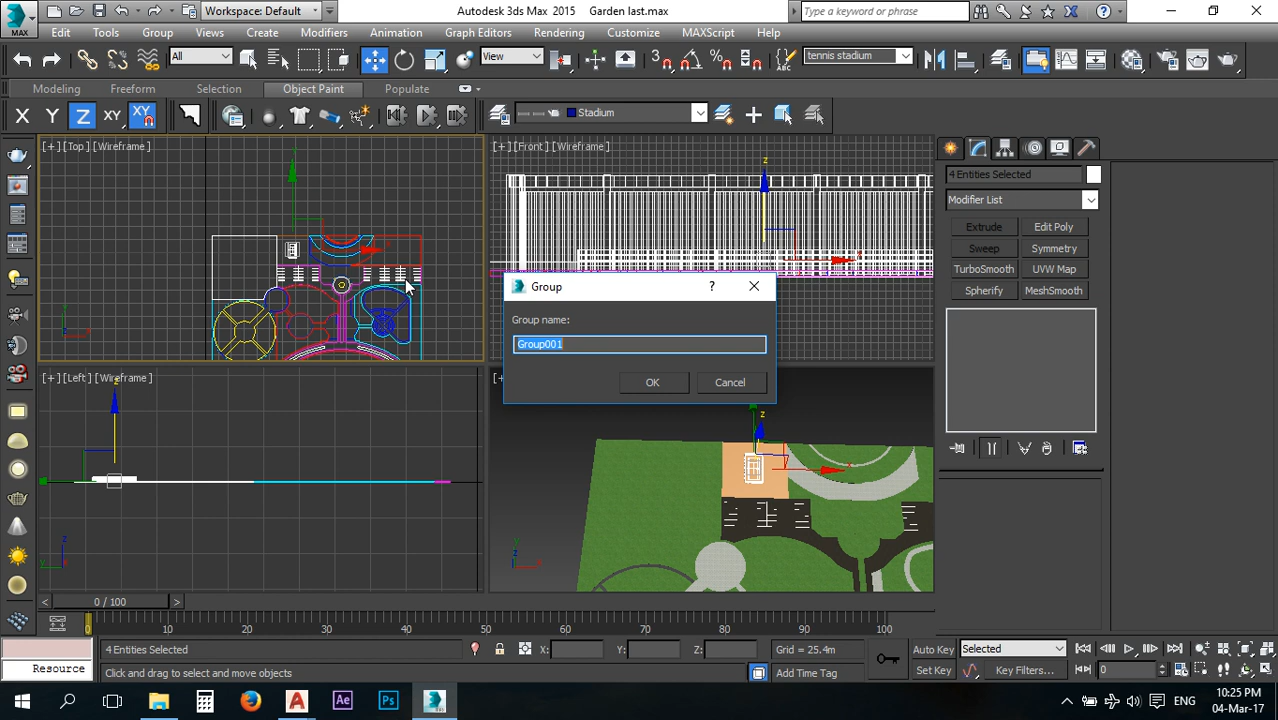 Workspace: Default
Autodesk 3ds Max 2015 Garden last.max
Type a keyword or phrase
MAX
Edit Tools Group Views Create Modifiers Animation Graph Editors Rendering Customize MAXScript Help
All View tennis stadium
Modeling Freeform Selection Object Paint Populate
X Y Z XY XY Stadium
[+] [Top] [Wireframe]
[+] [Front] [Wireframe]
4 Entities Selected
Modifier List
Extrude Edit Poly
Sweep Symmetry
TurboSmooth UVW Map
Spherify MeshSmooth
Group
Group name:
Group001
OK Cancel
[+] [Left] [Wireframe]
0 / 100
0 10 20 30 40 50 60 70 80 90 100
4 Entities Selected X: Y: Z: Grid = 25.4m Auto Key Selected
Resource Click and drag to select and move objects Add Time Tag Set Key Key Filters... 0
ENG
10:25 PM
04-Mar-17